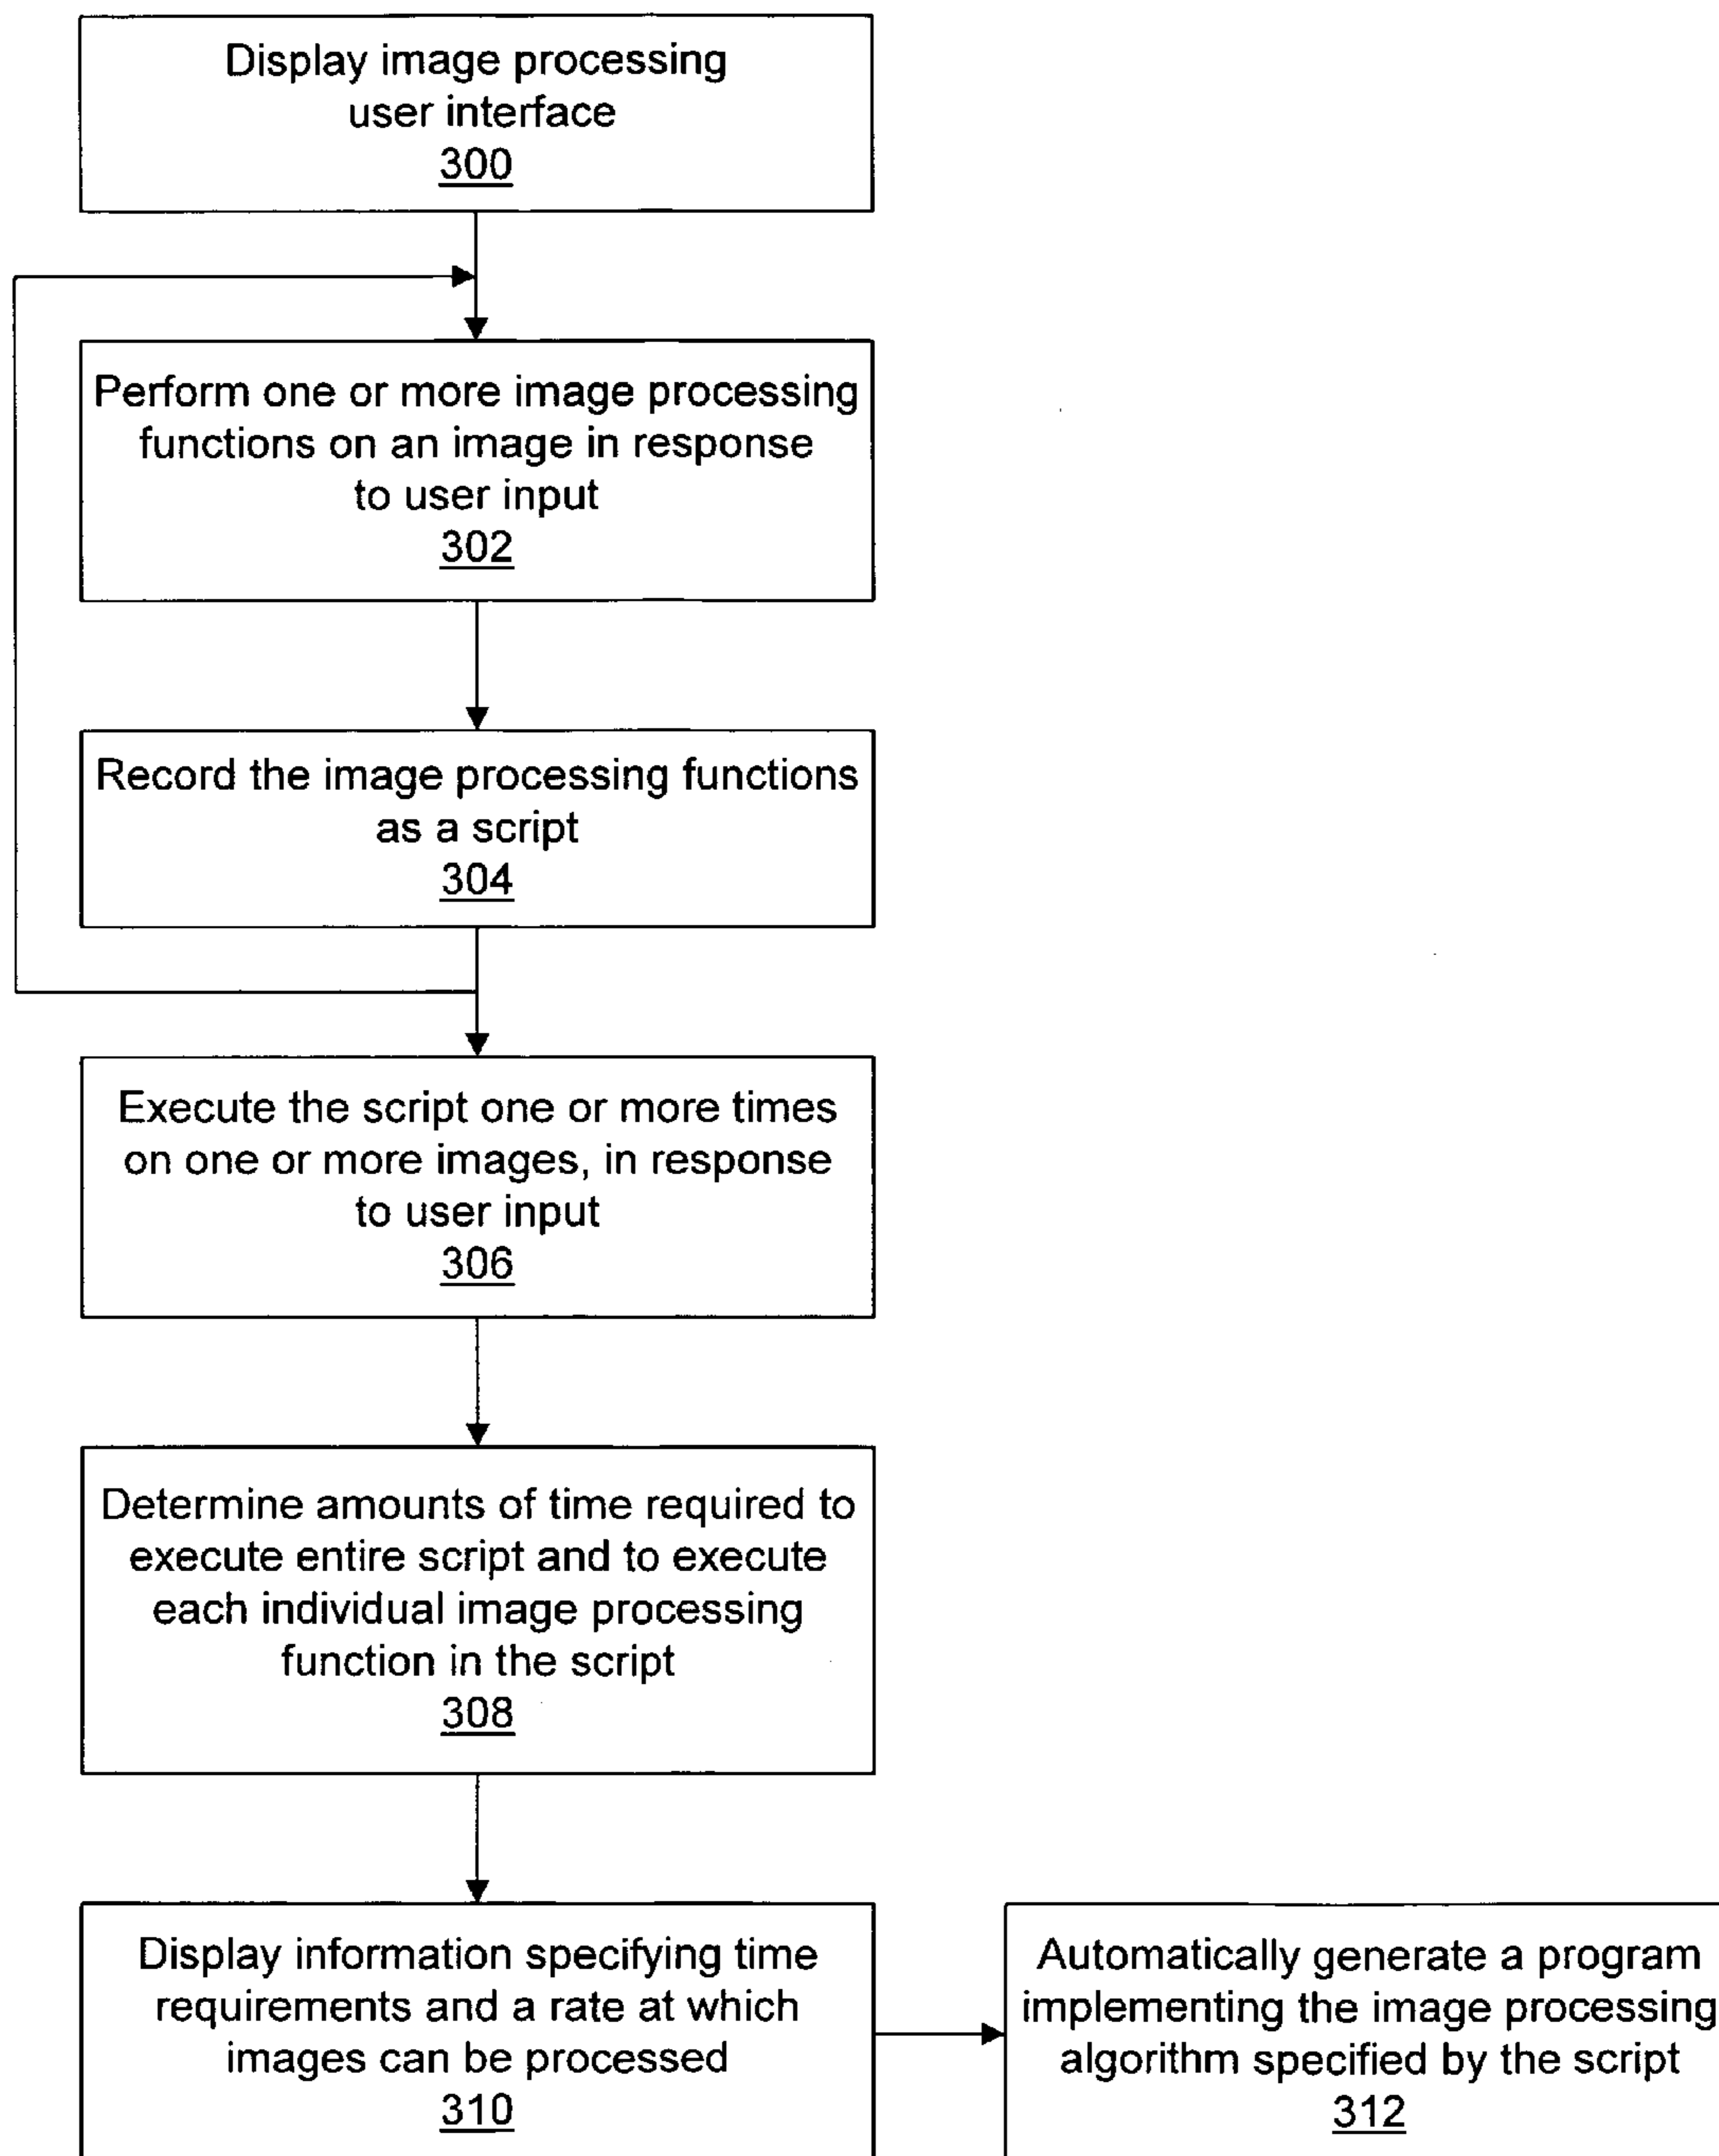 Display image processing
user interface
300
Perform one or more image processing
functions on an image in response
to user input
302
Record the image processing functions
as a script
304
Execute the script one or more times
on one or more images, in response
to user input
306
Determine amounts of time required to
execute entire script and to execute
each individual image processing
function in the script
308
Display information specifying time
requirements and a rate at which
images can be processed
310
Automatically generate a program
implementing the image processing
algorithm specified by the script
312